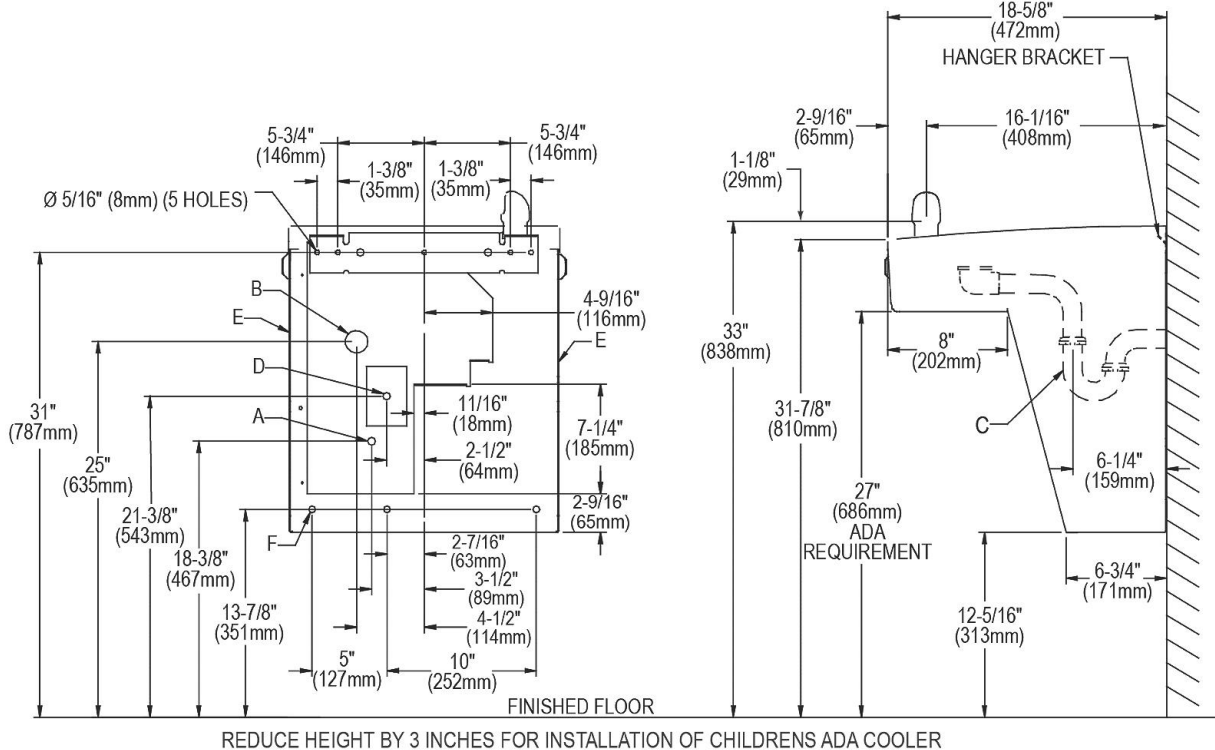 18-5/8"
(472mm)
HANGER BRACKET
2-9/16"
(65mm)
16-1/16"
(408mm)
1-1/8"
(29mm)
5-3/4"
(146mm)
5-3/4"
(146mm)
1-3/8"
(35mm)
1-3/8"
(35mm)
Ø 5/16" (8mm) (5 HOLES)
B
E
4-9/16"
(116mm)
E
D
A
11/16"
(18mm)
7-1/4"
(185mm)
2-1/2"
(64mm)
2-9/16"
(65mm)
F
2-7/16"
(63mm)
3-1/2"
(89mm)
4-1/2"
(114mm)
31"
(787mm)
25"
(635mm)
21-3/8"
(543mm)
18-3/8"
(467mm)
13-7/8"
(351mm)
5"
(127mm)
10"
(252mm)
33"
(838mm)
8"
(202mm)
31-7/8"
(810mm)
C
6-1/4"
(159mm)
27"
(686mm)
ADA
REQUIREMENT
6-3/4"
(171mm)
12-5/16"
(313mm)
FINISHED FLOOR
REDUCE HEIGHT BY 3 INCHES FOR INSTALLATION OF CHILDRENS ADA COOLER